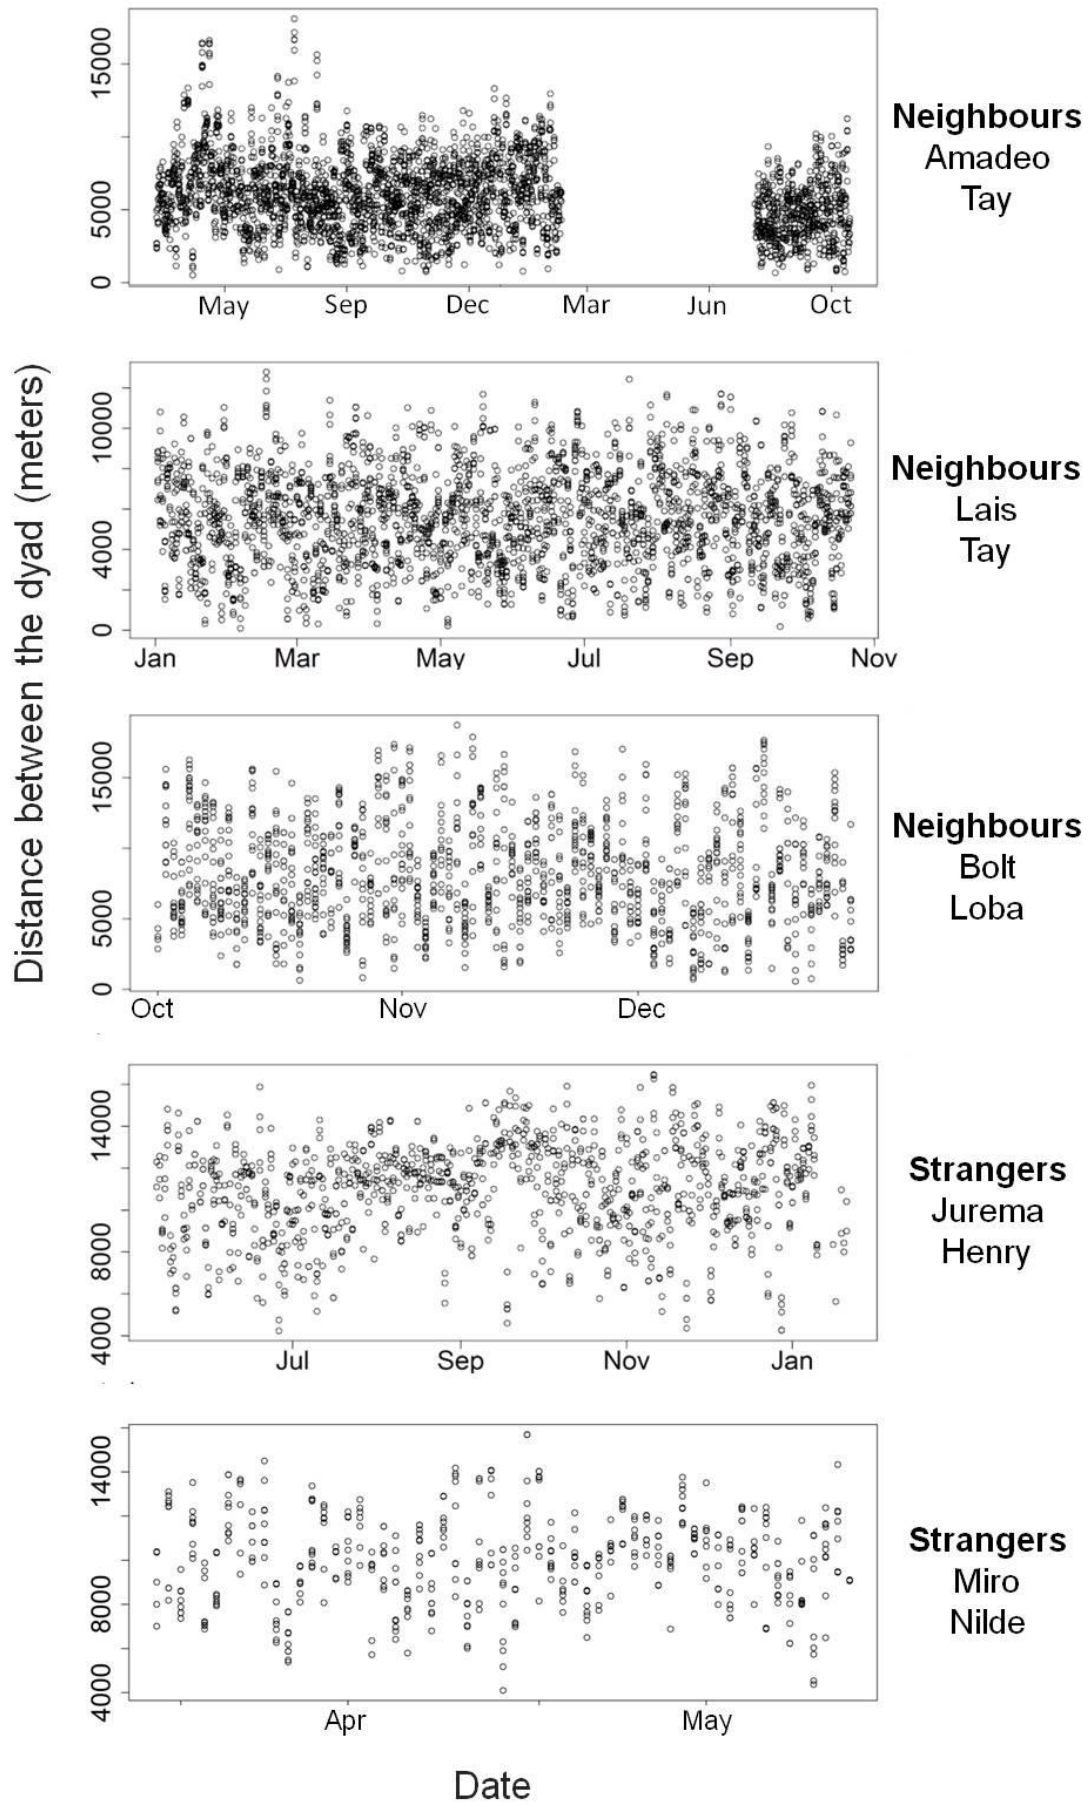 Distance between the dyad (meters)
15000
5000
0
May Sep Dec Mar Jun Oct
Neighbours
Amadeo
Tay
10000
4000
0
Jan Mar May Jul Sep Nov
Neighbours
Lais
Tay
15000
5000
0
Oct Nov Dec
Neighbours
Bolt
Loba
14000
8000
4000
Jul Sep Nov Jan
Strangers
Jurema
Henry
14000
8000
4000
Apr May
Strangers
Miro
Nilde
Date